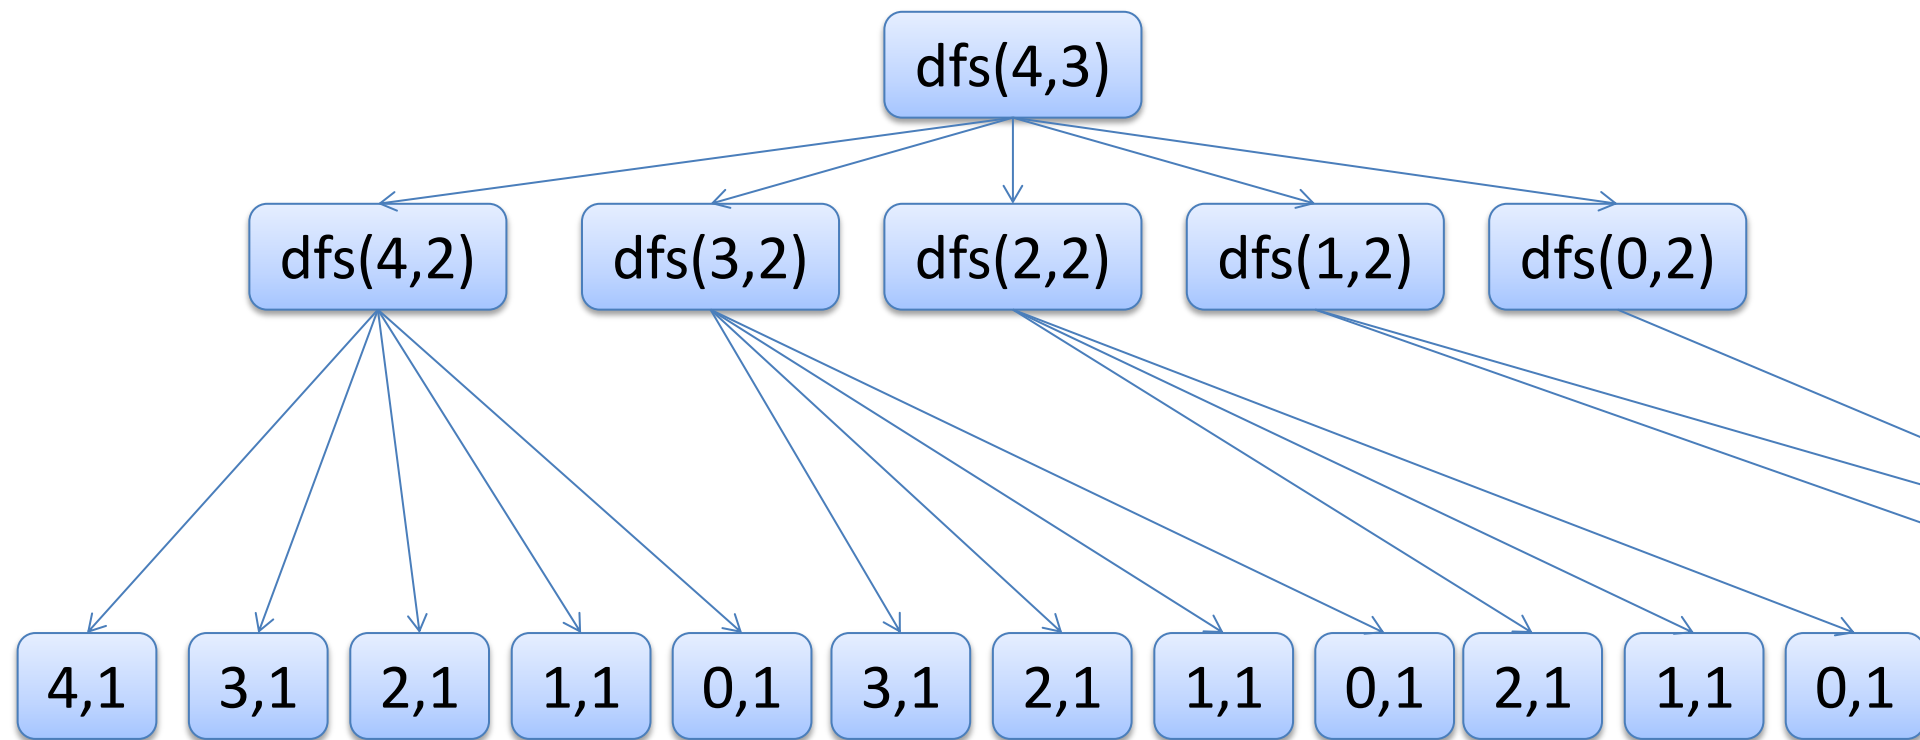 dfs(4,3)
dfs(4,2) dfs(3,2) dfs(2,2) dfs(1,2) dfs(0,2)
4,1 3,1 2,1 1,1 0,1 3,1 2,1 1,1 0,1 2,1 1,1 0,1